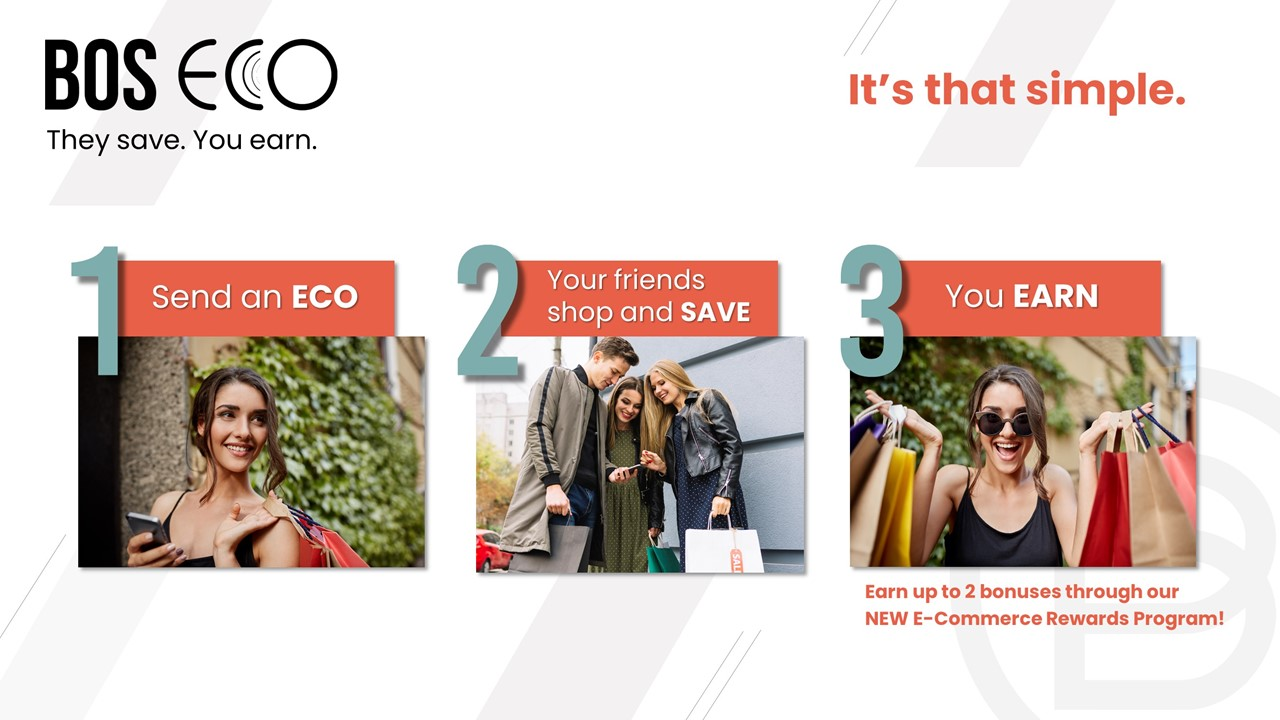 BOS ECO
They save. You earn.
It's that simple.
1
Send an ECO
2
Your friends
shop and SAVE
3
You EARN
SALE
Earn up to 2 bonuses through our
NEW E-Commerce Rewards Program!